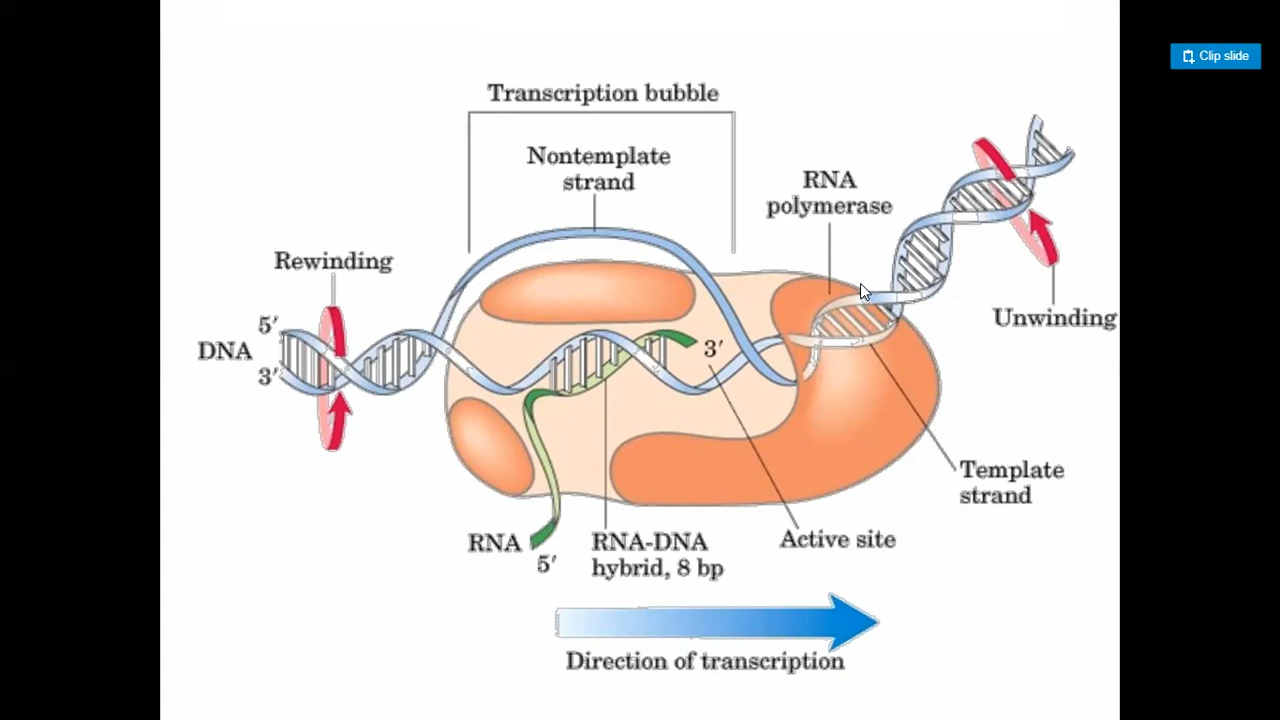 Clip slide
Transcription bubble
Nontemplate
strand
RNA
polymerase
Rewinding
Unwinding
5′
DNA
3′
3′
Template
strand
RNA
5′
RNA-DNA
hybrid, 8 bp
Active site
Direction of transcription